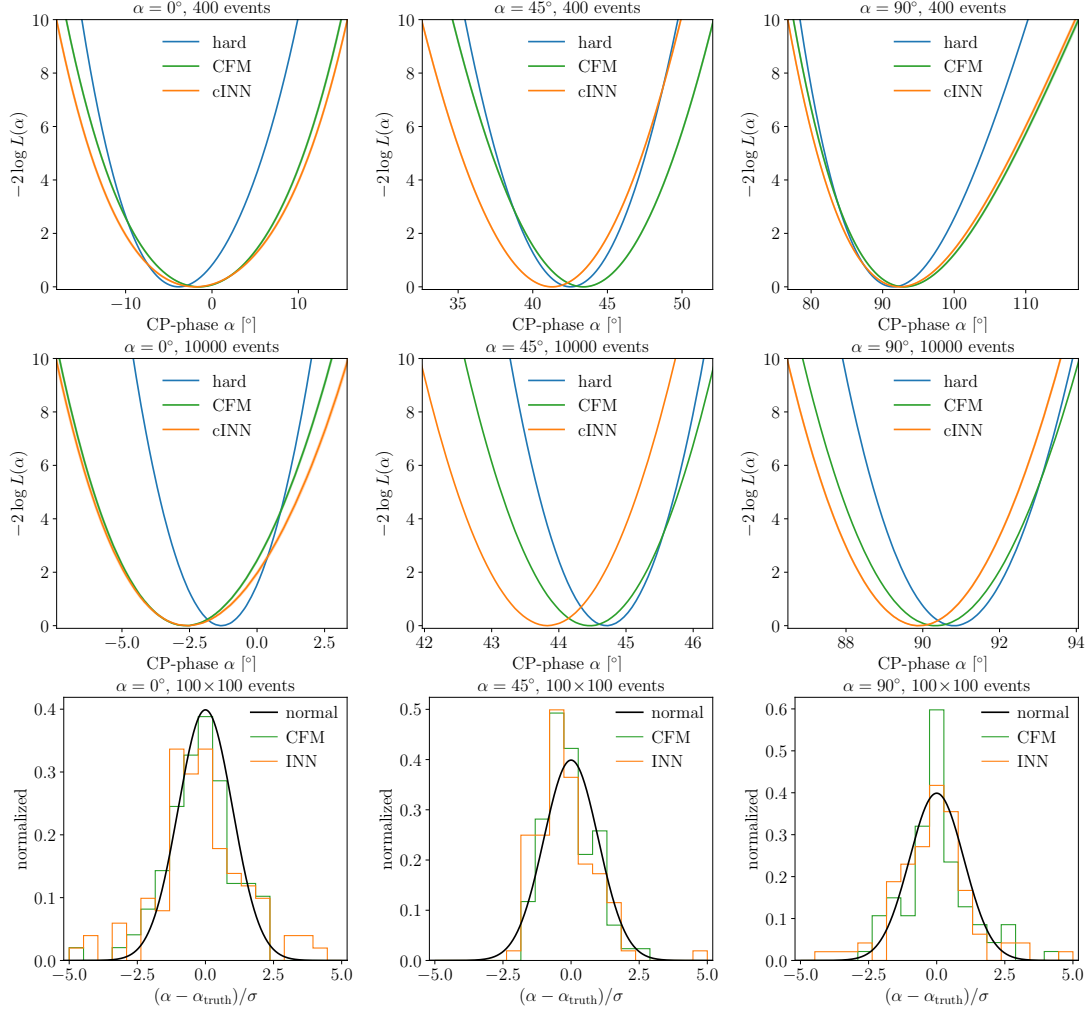 α = 0°, 400 events
10
8
6
4
2
0
−2 log L(α)
hard
CFM
cINN
−10
0
10
CP-phase α [°]
α = 45°, 400 events
10
8
6
4
2
0
−2 log L(α)
hard
CFM
cINN
35
40
45
50
CP-phase α [°]
α = 90°, 400 events
10
8
6
4
2
0
−2 log L(α)
hard
CFM
cINN
80
90
100
110
CP-phase α [°]
α = 0°, 10000 events
10
8
6
4
2
0
−2 log L(α)
hard
CFM
cINN
−5.0
−2.5
0.0
2.5
CP-phase α [°]
α = 45°, 10000 events
10
8
6
4
2
0
−2 log L(α)
hard
CFM
cINN
42
43
44
45
46
CP-phase α [°]
α = 90°, 10000 events
10
8
6
4
2
0
−2 log L(α)
hard
CFM
cINN
88
90
92
94
CP-phase α [°]
α = 0°, 100×100 events
0.4
0.3
0.2
0.1
0.0
normalized
normal
CFM
INN
−5.0
−2.5
0.0
2.5
5.0
(α − α_truth)/σ
α = 45°, 100×100 events
0.5
0.4
0.3
0.2
0.1
0.0
normalized
normal
CFM
INN
−5.0
−2.5
0.0
2.5
5.0
(α − α_truth)/σ
α = 90°, 100×100 events
0.6
0.5
0.4
0.3
0.2
0.1
0.0
normalized
normal
CFM
INN
−5.0
−2.5
0.0
2.5
5.0
(α − α_truth)/σ